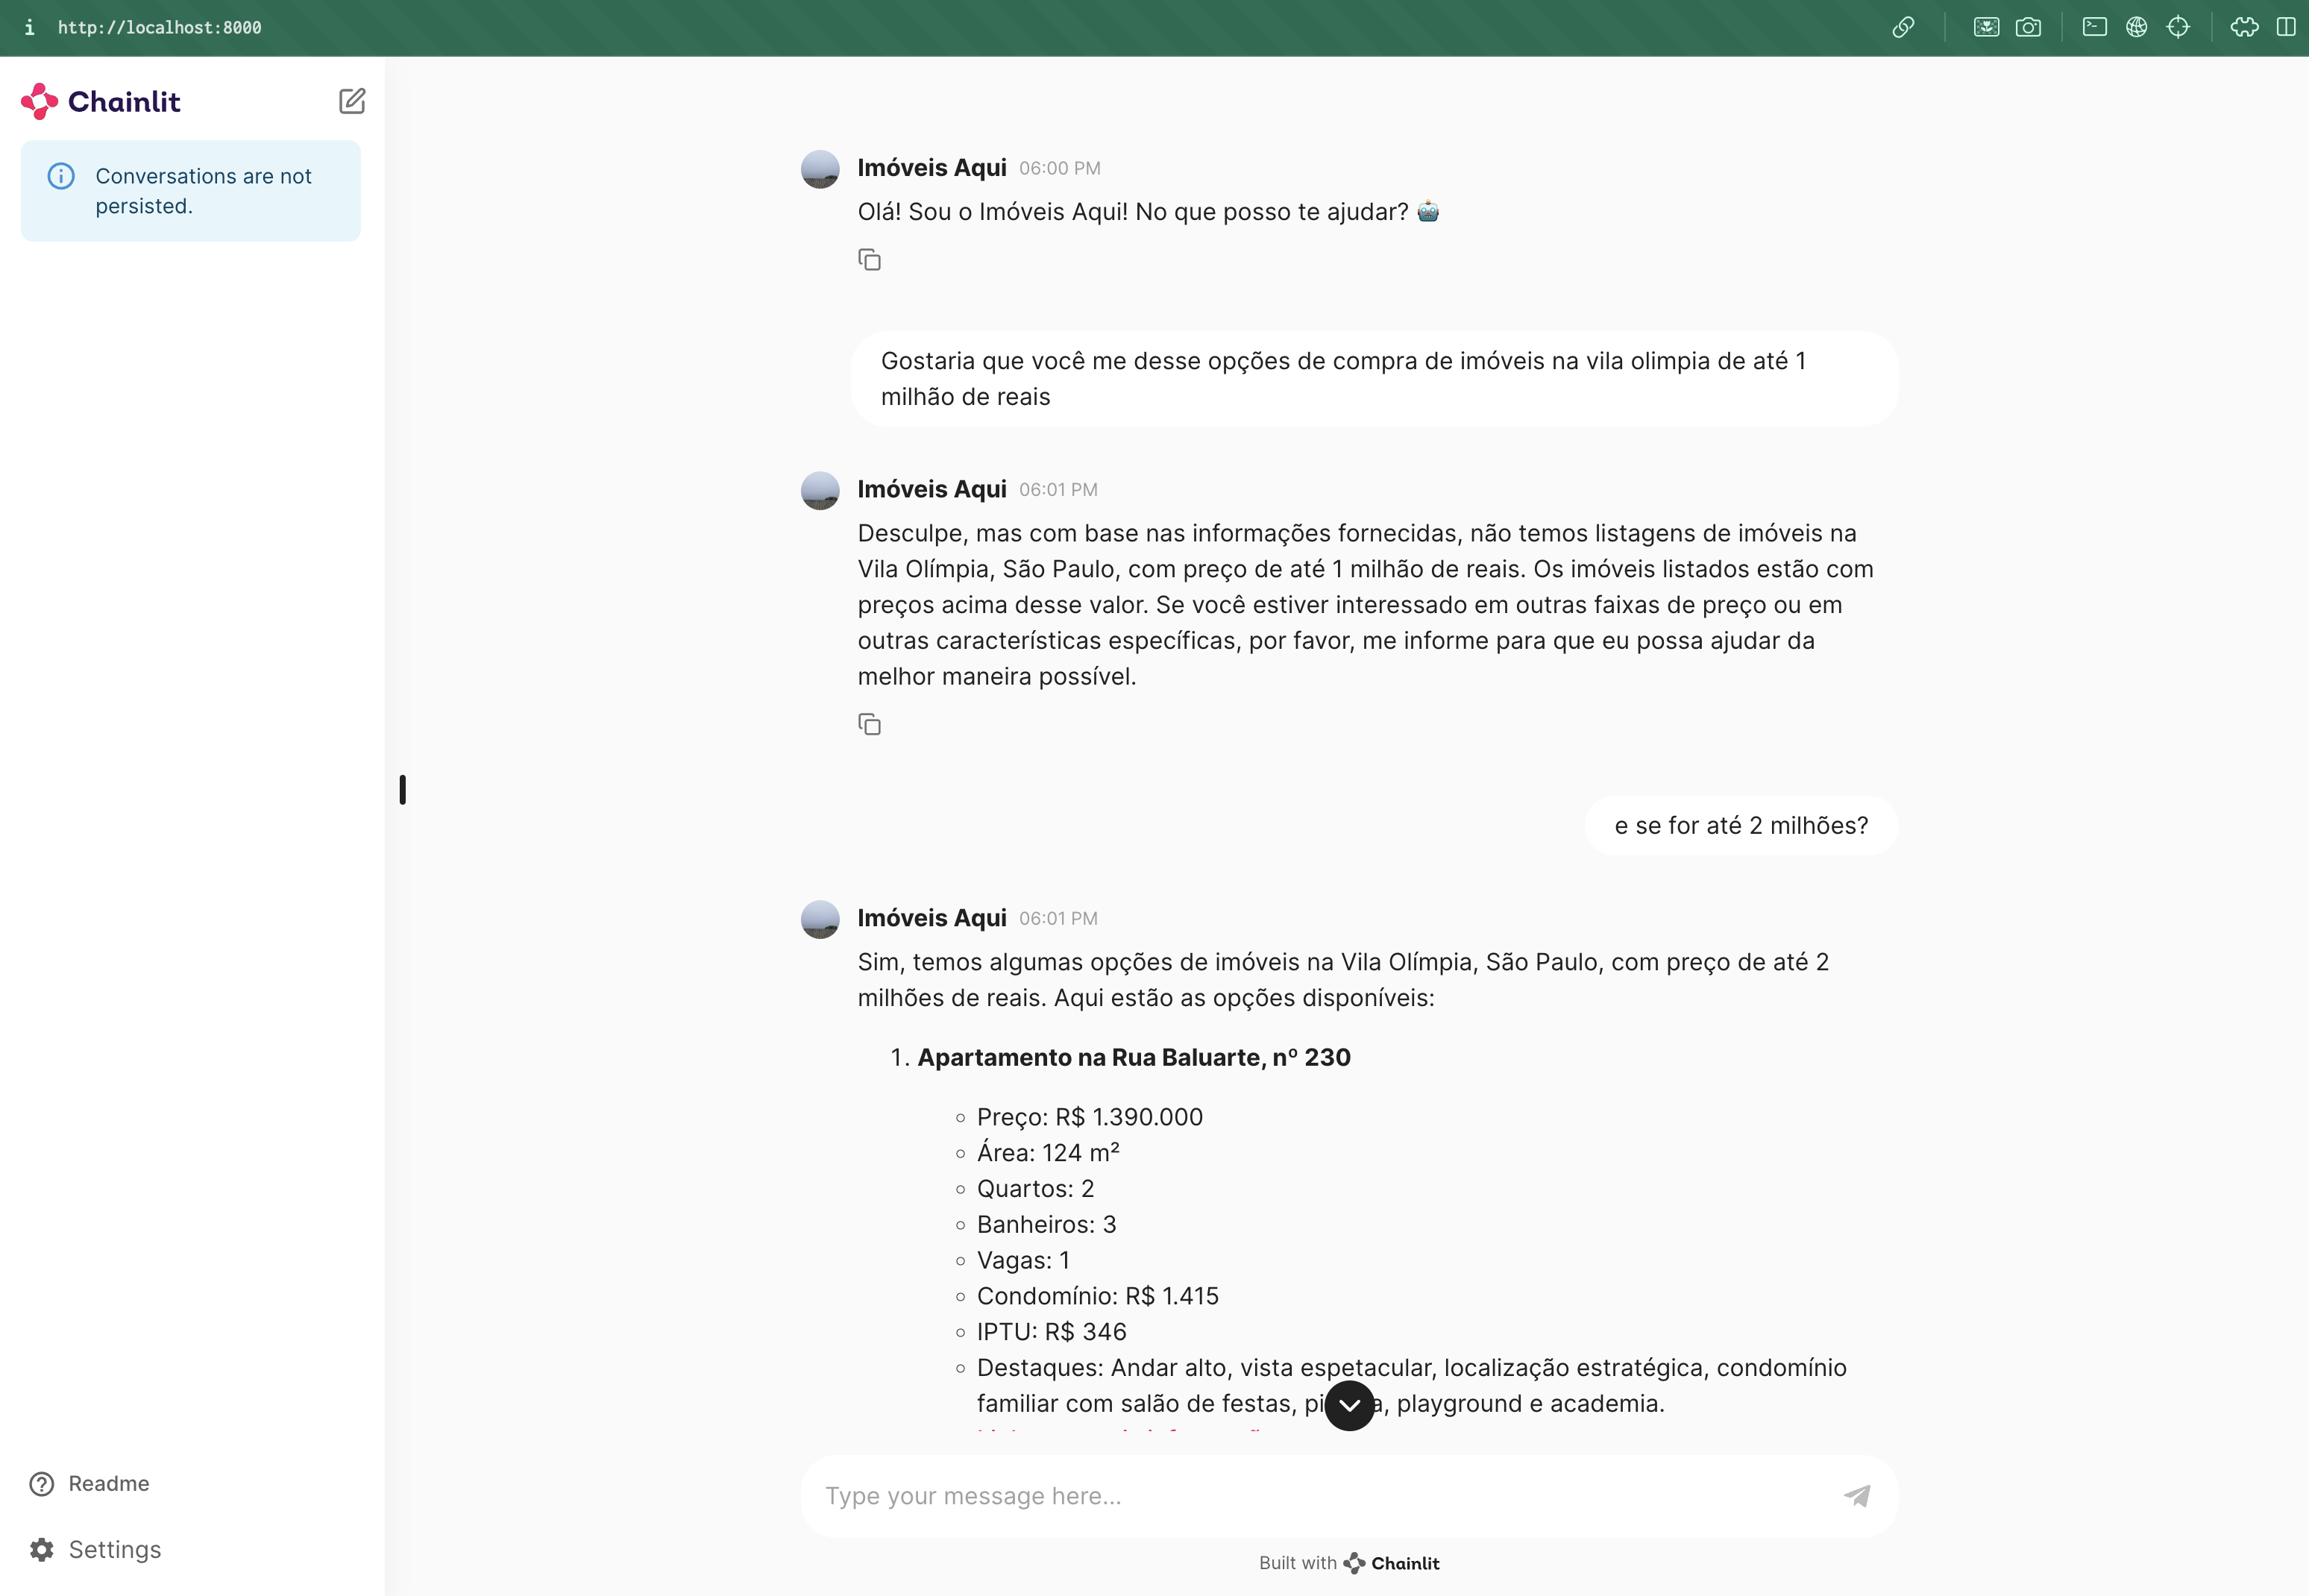 i http://localhost:8000
Chainlit
Conversations are not
persisted.
Imóveis Aqui 06:00 PM
Olá! Sou o Imóveis Aqui! No que posso te ajudar? 🤖
Gostaria que você me desse opções de compra de imóveis na vila olimpia de até 1
milhão de reais
Imóveis Aqui 06:01 PM
Desculpe, mas com base nas informações fornecidas, não temos listagens de imóveis na
Vila Olímpia, São Paulo, com preço de até 1 milhão de reais. Os imóveis listados estão com
preços acima desse valor. Se você estiver interessado em outras faixas de preço ou em
outras características específicas, por favor, me informe para que eu possa ajudar da
melhor maneira possível.
e se for até 2 milhões?
Imóveis Aqui 06:01 PM
Sim, temos algumas opções de imóveis na Vila Olímpia, São Paulo, com preço de até 2
milhões de reais. Aqui estão as opções disponíveis:
1. Apartamento na Rua Baluarte, nº 230
Preço: R$ 1.390.000
Área: 124 m²
Quartos: 2
Banheiros: 3
Vagas: 1
Condomínio: R$ 1.415
IPTU: R$ 346
Destaques: Andar alto, vista espetacular, localização estratégica, condomínio
familiar com salão de festas, playground e academia.
Type your message here...
Readme
Settings
Built with Chainlit